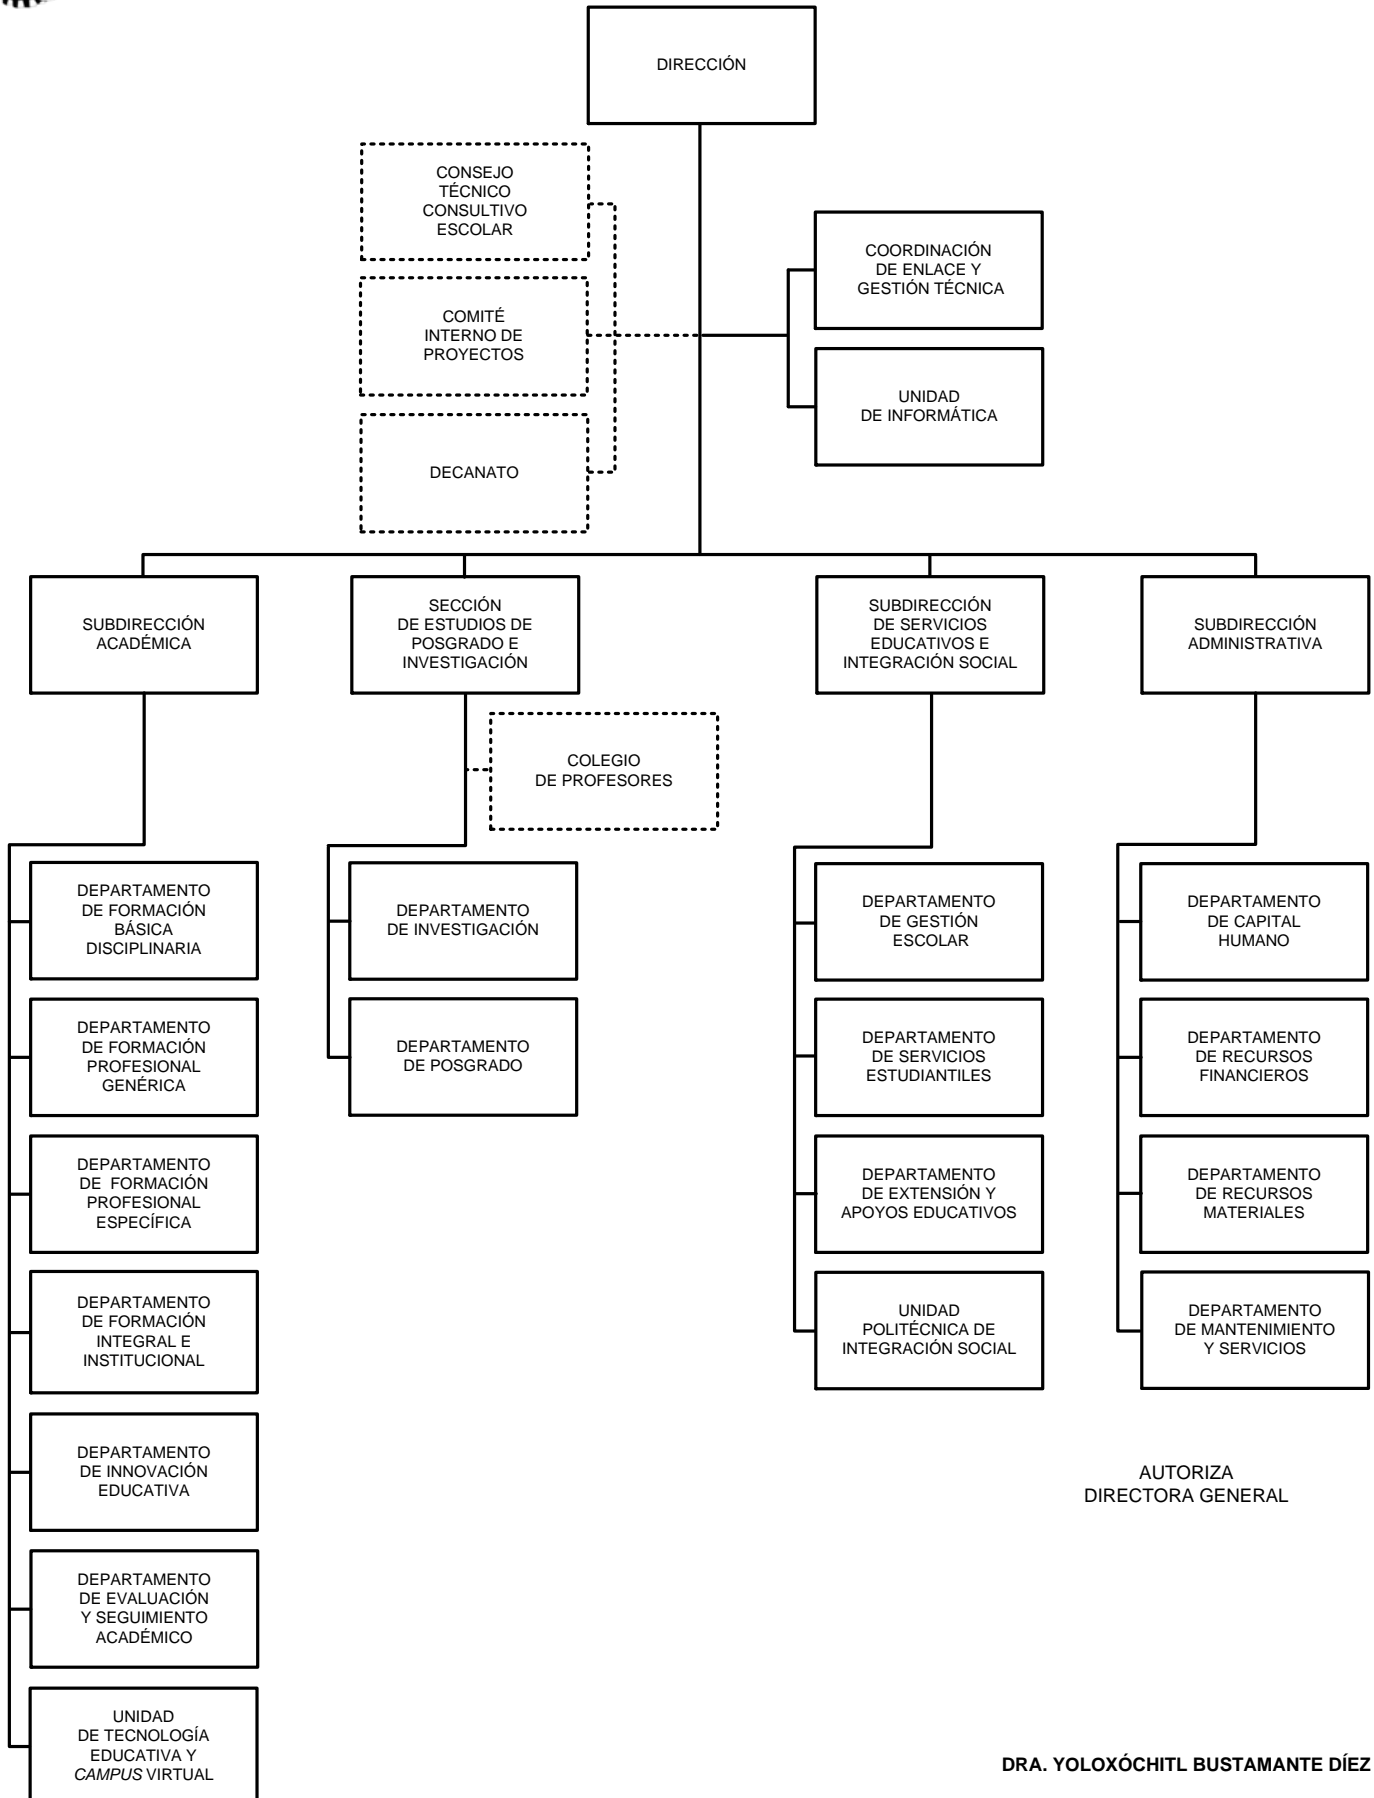 DIRECCIÓN
CONSEJO
TÉCNICO
CONSULTIVO
ESCOLAR
COORDINACIÓN
DE ENLACE Y
GESTIÓN TÉCNICA
COMITÉ
INTERNO DE
PROYECTOS
UNIDAD
DE INFORMÁTICA
DECANATO
SUBDIRECCIÓN
ACADÉMICA
SECCIÓN
DE ESTUDIOS DE
POSGRADO E
INVESTIGACIÓN
SUBDIRECCIÓN
DE SERVICIOS
EDUCATIVOS E
INTEGRACIÓN SOCIAL
SUBDIRECCIÓN
ADMINISTRATIVA
COLEGIO
DE PROFESORES
DEPARTAMENTO
DE FORMACIÓN
BÁSICA
DISCIPLINARIA
DEPARTAMENTO
DE INVESTIGACIÓN
DEPARTAMENTO
DE GESTIÓN
ESCOLAR
DEPARTAMENTO
DE CAPITAL
HUMANO
DEPARTAMENTO
DE FORMACIÓN
PROFESIONAL
GENÉRICA
DEPARTAMENTO
DE POSGRADO
DEPARTAMENTO
DE SERVICIOS
ESTUDIANTILES
DEPARTAMENTO
DE RECURSOS
FINANCIEROS
DEPARTAMENTO
DE FORMACIÓN
PROFESIONAL
ESPECÍFICA
DEPARTAMENTO
DE EXTENSIÓN Y
APOYOS EDUCATIVOS
DEPARTAMENTO
DE RECURSOS
MATERIALES
DEPARTAMENTO
DE FORMACIÓN
INTEGRAL E
INSTITUCIONAL
UNIDAD
POLITÉCNICA DE
INTEGRACIÓN SOCIAL
DEPARTAMENTO
DE MANTENIMIENTO
Y SERVICIOS
DEPARTAMENTO
DE INNOVACIÓN
EDUCATIVA
AUTORIZA
DIRECTORA GENERAL
DEPARTAMENTO
DE EVALUACIÓN
Y SEGUIMIENTO
ACADÉMICO
UNIDAD
DE TECNOLOGÍA
EDUCATIVA Y
CAMPUS VIRTUAL
DRA. YOLOXÓCHITL BUSTAMANTE DÍEZ